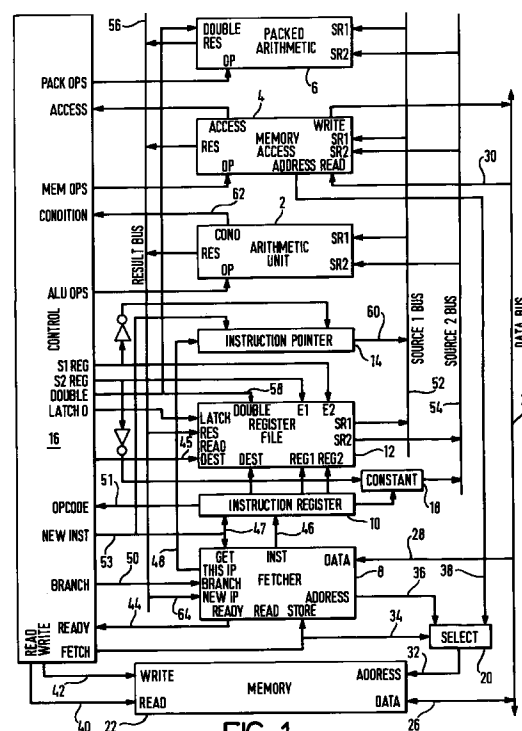 56
DOUBLE
PACKED
ARITHMETIC
SR1
RES
SR2
OP
6
PACK OPS
ACCESS
4
ACCESS
MEMORY
ACCESS
WRITE
SR1
SR2
RES
OP
ADDRESS READ
30
MEM OPS
CONDITION
62
2
COND
ARITHMETIC
UNIT
SR1
RES
SR2
OP
ALU OPS
RESULT BUS
CONTROL
16
INSTRUCTION POINTER
60
14
SOURCE 1 BUS
SOURCE 2 BUS
DATA BUS
S1 REG
S2 REG
DOUBLE
LATCH D
58
52
54
LATCH
DOUBLE
E1
E2
RES
REGISTER
FILE
SR1
READ
SR2
DEST
12
45
DEST
REG1
REG2
CONSTANT
18
51
OPCODE
INSTRUCTION REGISTER
10
NEW INST
53
48
47
46
28
38
GET
INST
DATA
THIS IP
FETCHER
8
BRANCH
50
BRANCH
36
NEW IP
ADDRESS
44
64
READY
READ
STORE
34
READY
FETCH
SELECT
20
READ
WRITE
32
42
WRITE
ADDRESS
MEMORY
READ
DATA
40
22
26
FIG. 1